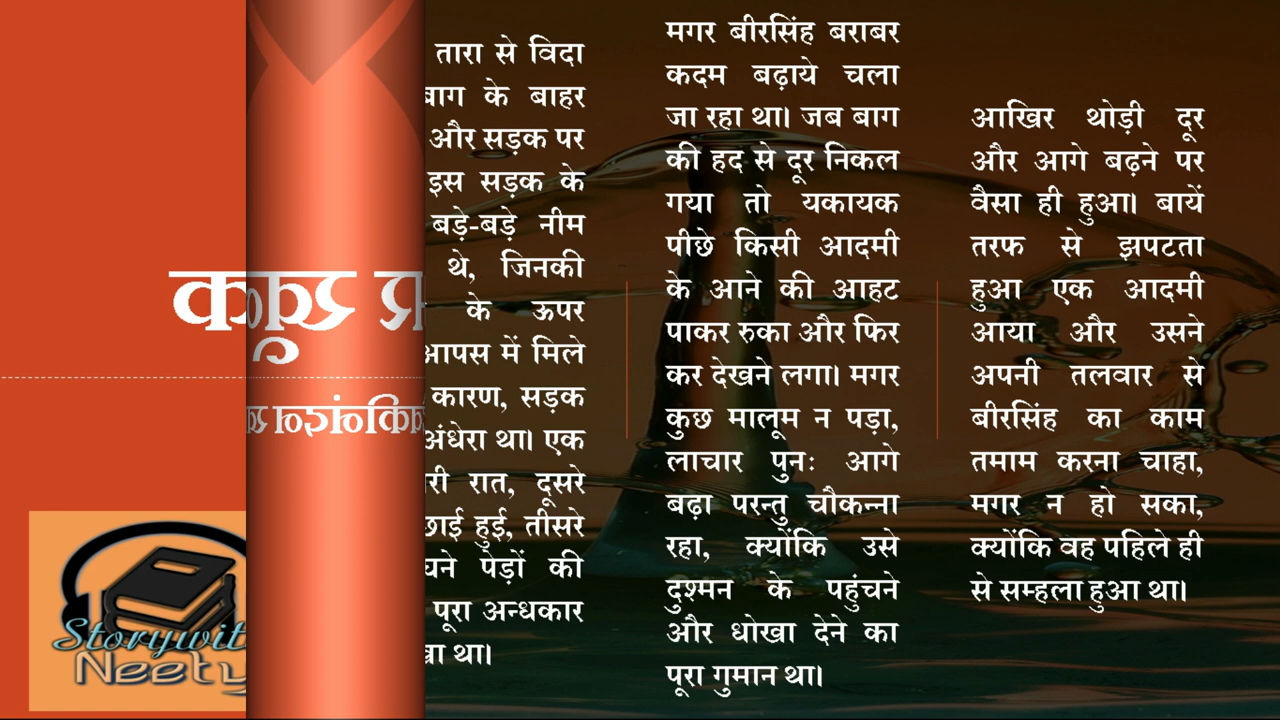 तारा से विदा
के बाहर
और सड़क पर
इस सड़क के
बड़े-बड़े नीम
थे, जिनकी
के ऊपर
में मिले
कारण, सड़क
अंधेरा था। एक
रात, दूसरे
हुई, तीसरे
पेड़ों की
पूरा अन्धकार
था।
मगर बीरसिंह बराबर
कदम बढ़ाये चला
जा रहा था। जब बाग
की हद से दूर निकल
गया तो यकायक
पीछे किसी आदमी
के आने की आहट
पाकर रुका और फिर
कर देखने लगा। मगर
कुछ मालूम न पड़ा,
लाचार पुनः आगे
बढ़ा परन्तु चौकन्ना
रहा, क्योंकि उसे
दुश्मन के पहुंचने
और धोखा देने का
पूरा गुमान था।
आखिर थोड़ी दूर
और आगे बढ़ने पर
वैसा ही हुआ। बायें
तरफ से झपटता
हुआ एक आदमी
आया और उसने
अपनी तलवार से
बीरसिंह का काम
तमाम करना चाहा,
मगर न हो सका,
क्योंकि वह पहिले ही
से सम्हला हुआ था।
Neety